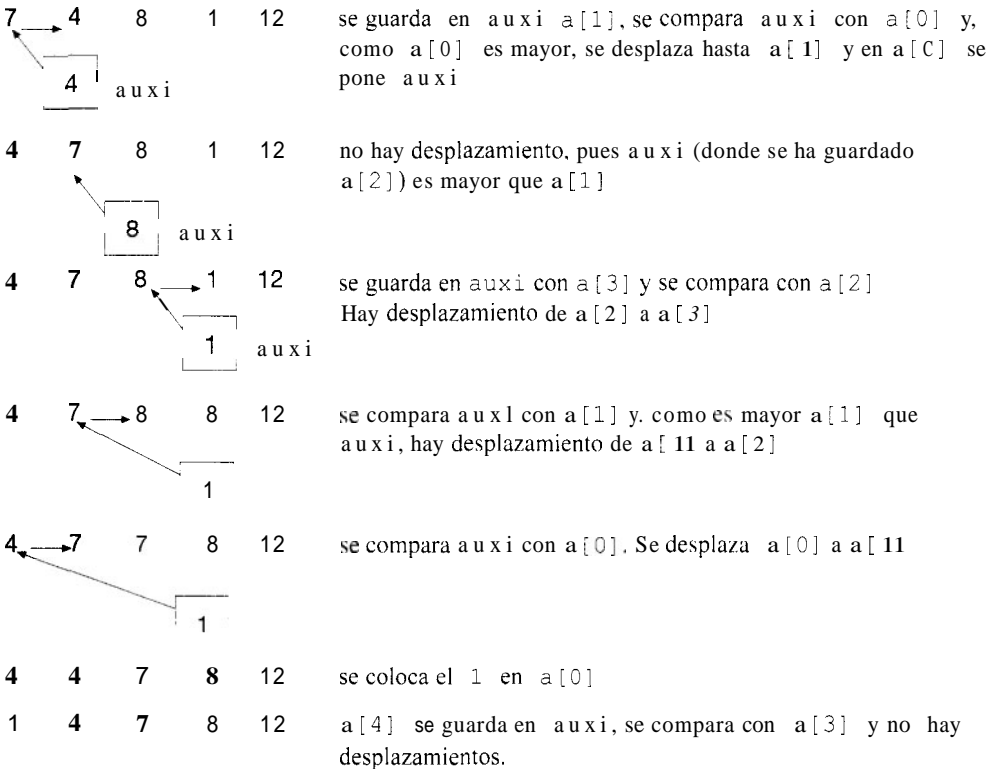 7 4 8 1 12 se guarda en auxi a[1], se compara auxi con a[0] y,
como a[0] es mayor, se desplaza hasta a[1] y en a[C] se
4 auxi pone auxi
4 7 8 1 12 no hay desplazamiento, pues auxi (donde se ha guardado
a[2]) es mayor que a[1]
8 auxi
4 7 8 1 12 se guarda en auxi con a[3] y se compara con a[2]
Hay desplazamiento de a[2] a a[3]
1 auxi
4 7 8 8 12 se compara auxl con a[1] y. como es mayor a[1] que
auxi, hay desplazamiento de a[11 a a[2]
1
4 7 7 8 12 se compara auxi con a[0]. Se desplaza a[0] a a[11
1
4 4 7 8 12 se coloca el 1 en a[0]
1 4 7 8 12 a[4] se guarda en auxi, se compara con a[3] y no hay
desplazamientos.